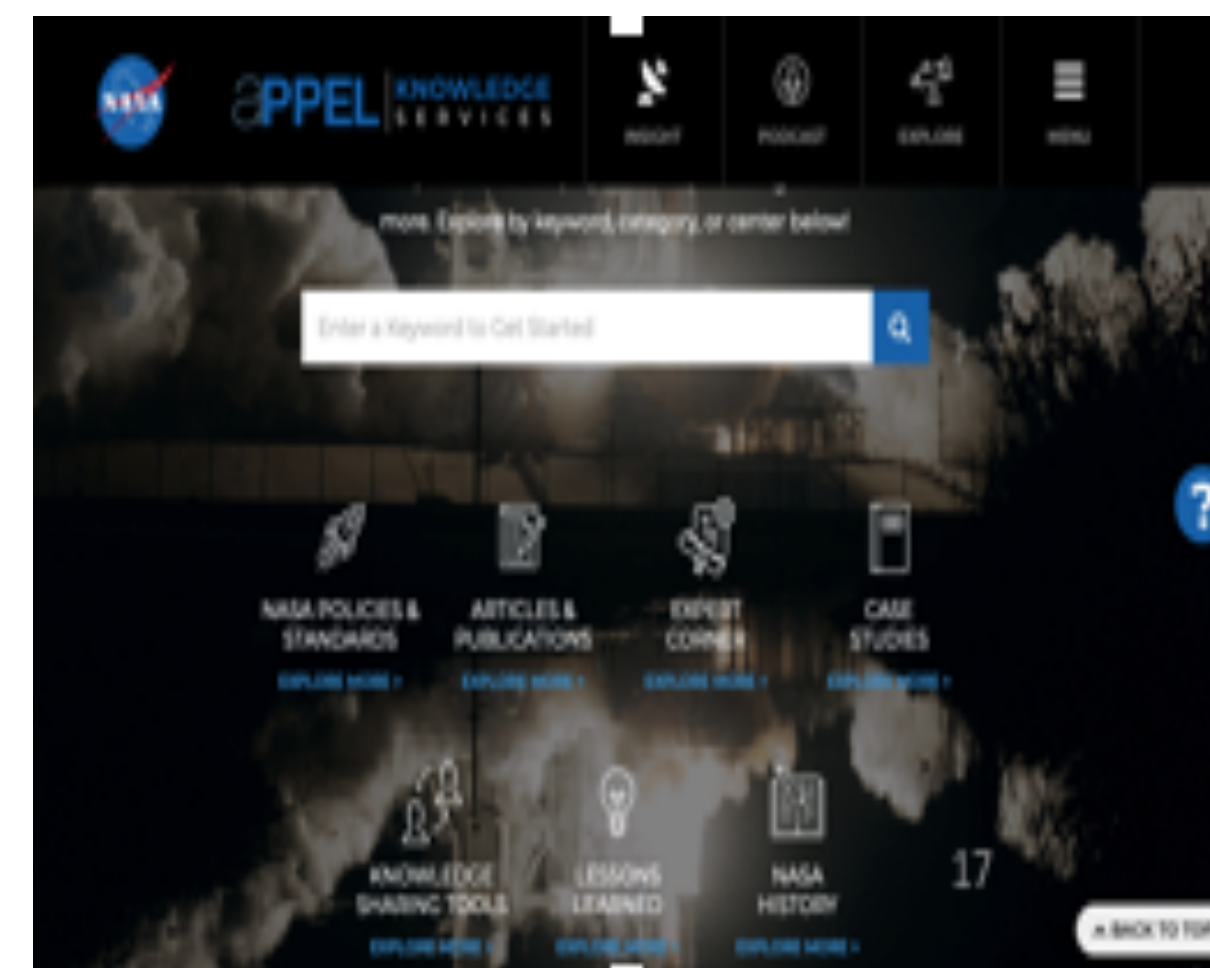 NASA
aPPEL KNOWLEDGE
SERVICES
INSIGHT
PODCAST
EXPLORE
MENU
more. Explore by keyword, category, or center below!
Enter a Keyword to Get Started
?
NASA POLICIES &
STANDARDS
EXPLORE MORE >
ARTICLES &
PUBLICATIONS
EXPLORE MORE >
EXPERT
CORNER
EXPLORE MORE >
CASE
STUDIES
EXPLORE MORE >
KNOWLEDGE
SHARING TOOLS
EXPLORE MORE >
LESSONS
LEARNED
EXPLORE MORE >
NASA
HISTORY
EXPLORE MORE >
17
BACK TO TOP